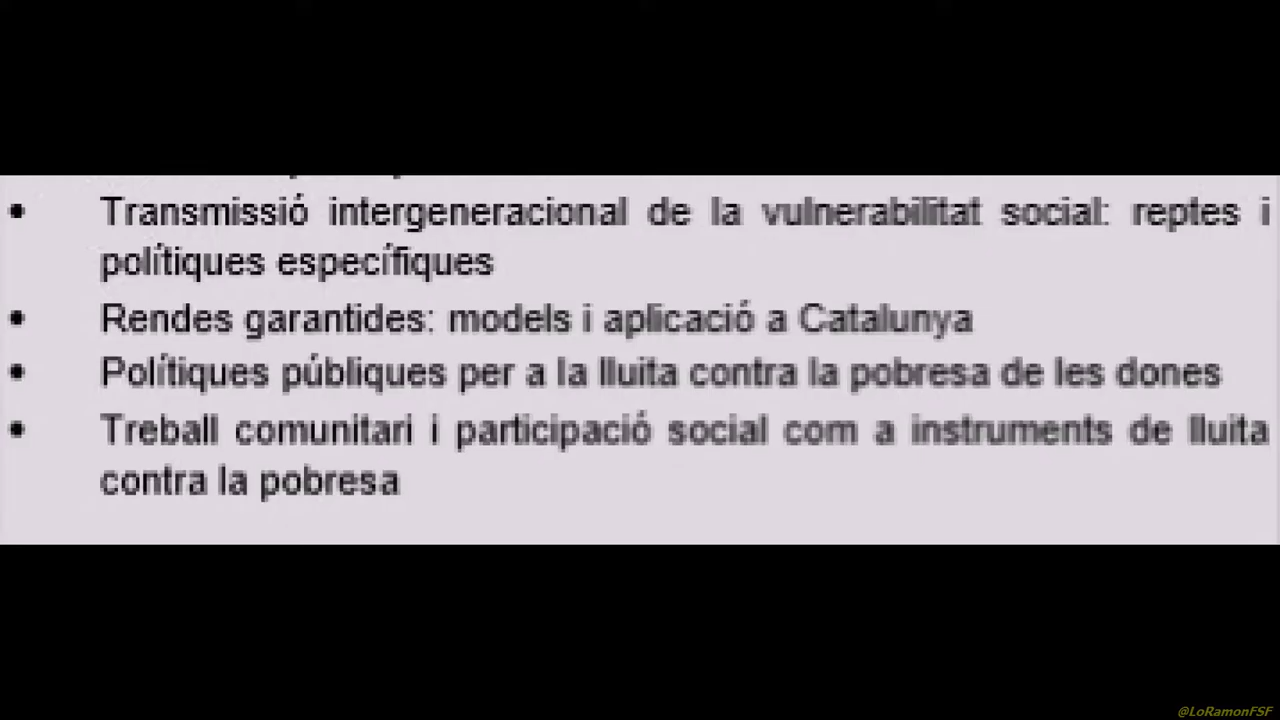 • Transmissió intergeneracional de la vulnerabilitat social: reptes i
polítiques específiques
• Rendes garantides: models i aplicació a Catalunya
• Polítiques públiques per a la lluita contra la pobresa de les dones
• Treball comunitari i participació social com a instruments de lluita
contra la pobresa
@LoRamonFSF